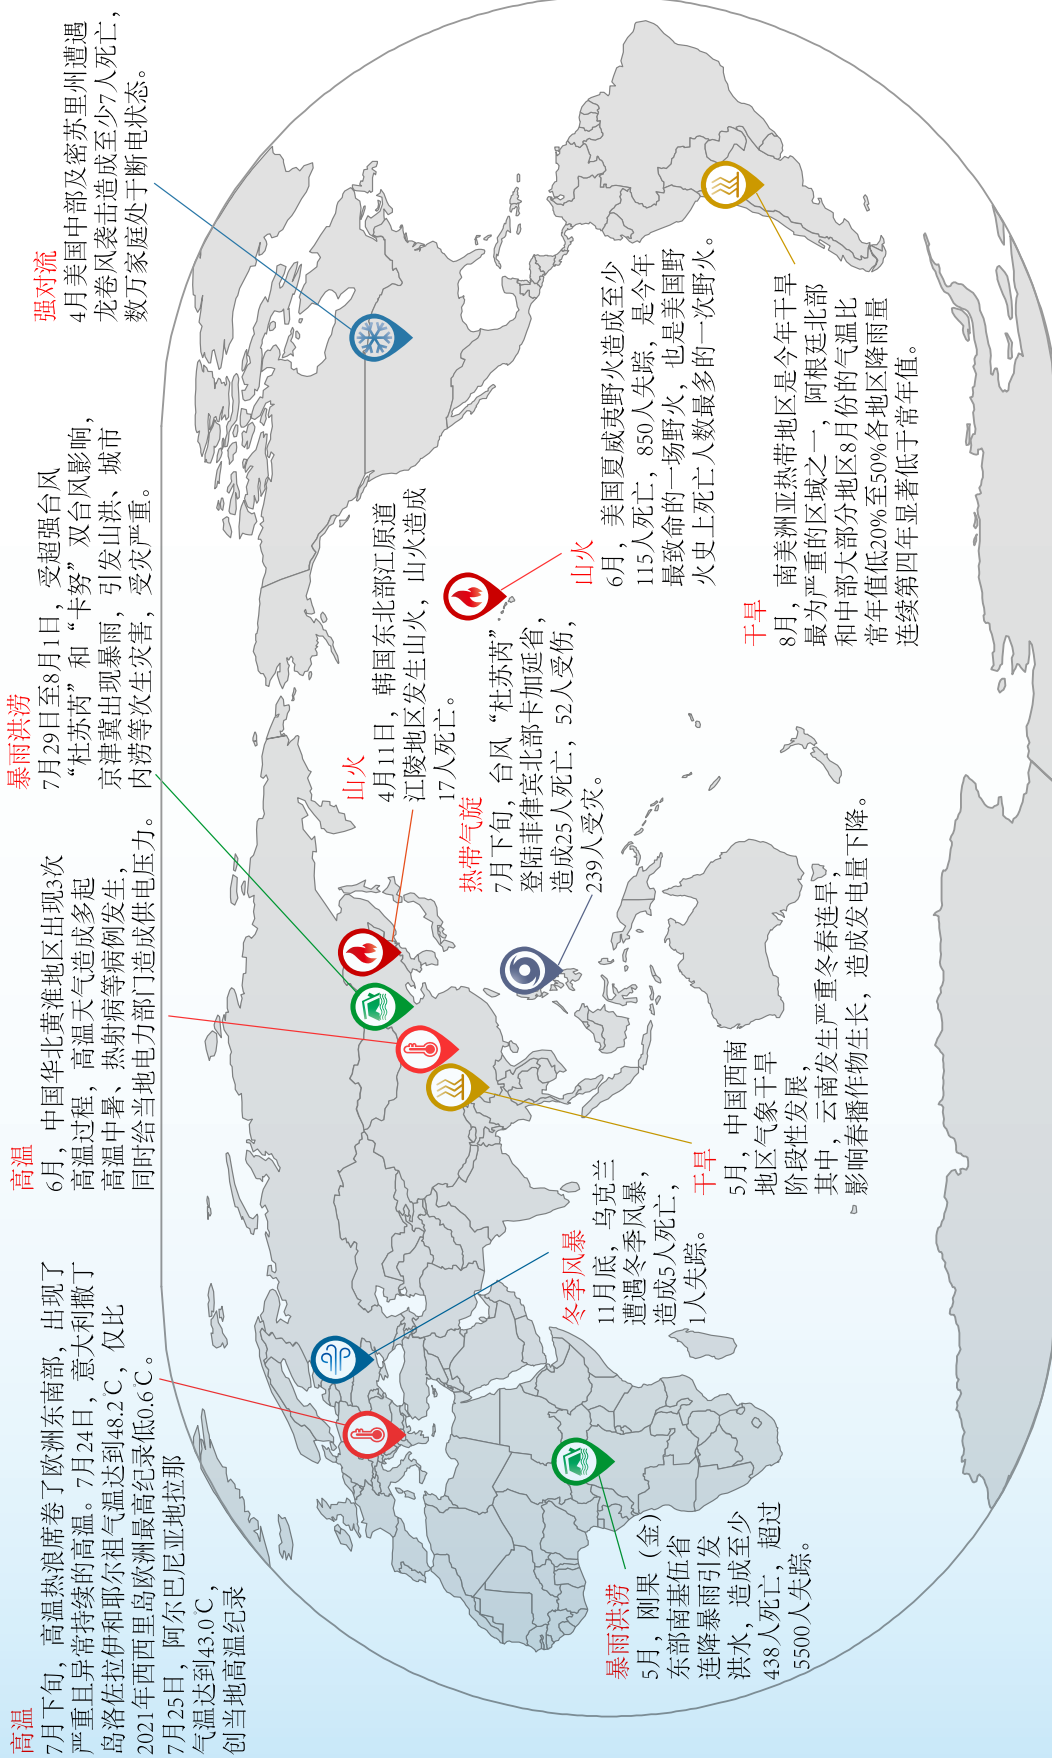 高温
7月下旬，高温热浪席卷了欧洲东南部，出现了
严重且异常持续的高温。7月24日，意大利撒丁
岛洛佐拉伊和耶尔祖气温达到48.2℃，仅比
2021年西西里岛欧洲最高纪录低0.6℃。
7月25日，阿尔巴尼亚地拉那
气温达到43.0℃，
创当地高温纪录
高温
6月，中国华北黄淮地区出现3次
高温过程，高温天气造成多起
高温中暑、热射病等病例发生，
同时给当地电力部门造成供电压力。
暴雨洪涝
7月29日至8月1日，受超强台风
“杜苏芮”和“卡努”双台风影响，
京津冀出现暴雨，引发山洪、城市
内涝等次生灾害，受灾严重。
强对流
4月美国中部及密苏里州遭遇
龙卷风袭击造成至少7人死亡，
数万家庭处于断电状态。
山火
4月11日，韩国东北部江原道
江陵地区发生山火，山火造成
17人死亡。
热带气旋
7月下旬，台风“杜苏芮”
登陆菲律宾北部卡加延省，
造成25人死亡，52人受伤，
239人受灾。
山火
6月，美国夏威夷野火造成至少
115人死亡，850人失踪，是今年
最致命的一场野火，也是美国野
火史上死亡人数最多的一次野火。
冬季风暴
11月底，乌克兰
遭遇冬季风暴，
造成5人死亡，
1人失踪。
暴雨洪涝
5月，刚果（金）
东部南基伍省
连降暴雨引发
洪水，造成至少
438人死亡，超过
5500人失踪。
干旱
5月，中国西南
地区气象干旱
阶段性发展，
其中，云南发生严重冬春连旱，
影响春播作物生长，造成发电量下降。
干旱
8月，南美洲亚热带地区是今年干旱
最为严重的区域之一，阿根廷北部
和中部大部分地区8月份的气温比
常年值低20%至50%各地区降雨量
连续第四年显著低于常年值。